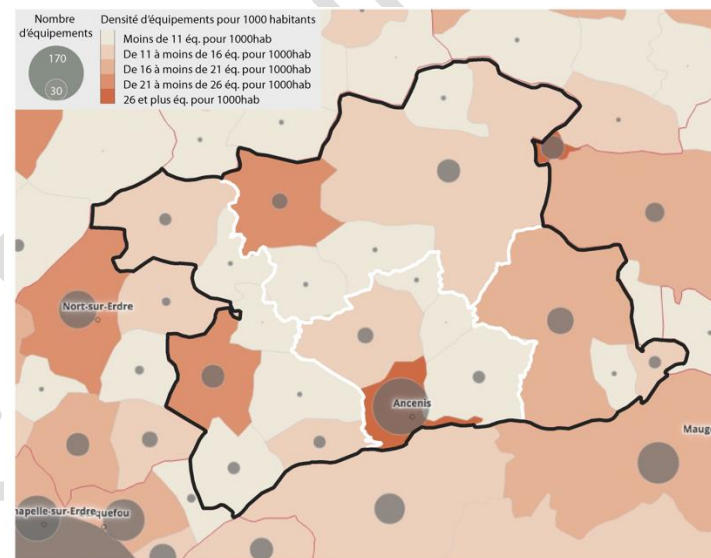 Nombre
d'équipements
170
30
Densité d'équipements pour 1000 habitants
Moins de 11 éq. pour 1000hab
De 11 à moins de 16 éq. pour 1000hab
De 16 à moins de 21 éq. pour 1000hab
De 21 à moins de 26 éq. pour 1000hab
26 et plus éq. pour 1000hab
Nort-sur-Erdre
Ancenis
Maug
hapelle-sur-Erdre
quefou